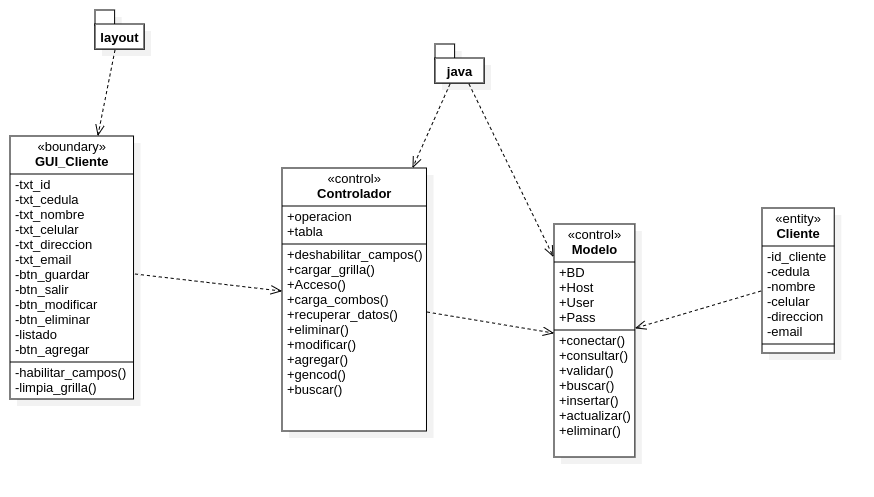 layout
java
«boundary»
GUI_Cliente
-txt_id
-txt_cedula
-txt_nombre
-txt_celular
-txt_direccion
-txt_email
-btn_guardar
-btn_salir
-btn_modificar
-btn_eliminar
-listado
-btn_agregar
-habilitar_campos()
-limpia_grilla()
«control»
Controlador
+operacion
+tabla
+deshabilitar_campos()
+cargar_grilla()
+Acceso()
+carga_combos()
+recuperar_datos()
+eliminar()
+modificar()
+agregar()
+gencod()
+buscar()
«control»
Modelo
+BD
+Host
+User
+Pass
+conectar()
+consultar()
+validar()
+buscar()
+insertar()
+actualizar()
+eliminar()
«entity»
Cliente
-id_cliente
-cedula
-nombre
-celular
-direccion
-email